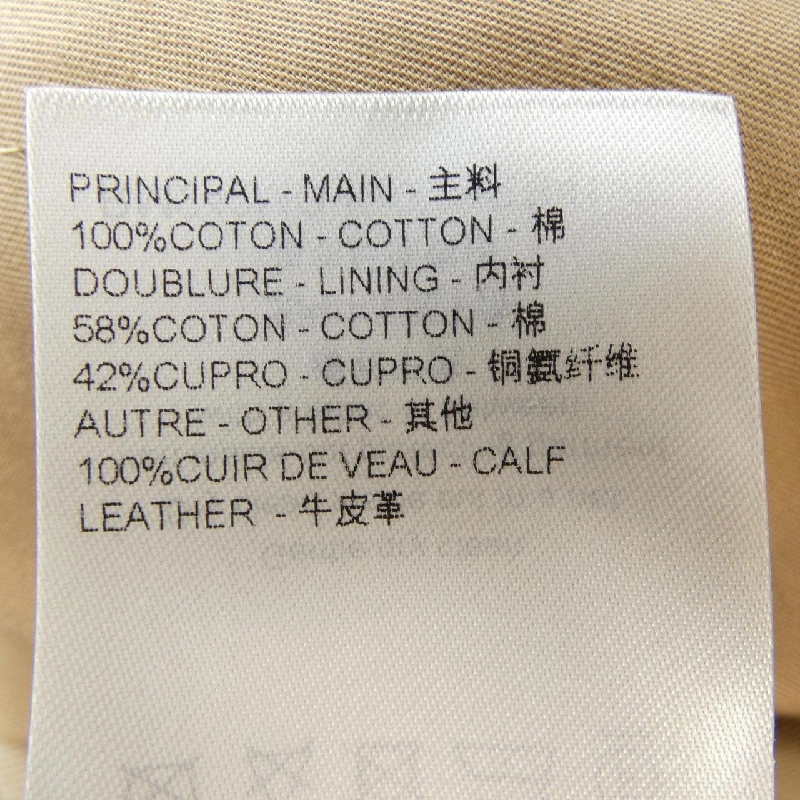 PRINCIPAL - MAIN - 主料
100%COTON - COTTON - 棉
DOUBLURE - LINING - 内衬
58%COTON - COTTON - 棉
42%CUPRO - CUPRO - 铜氨纤维
AUTRE - OTHER - 其他
100%CUIR DE VEAU - CALF
LEATHER - 牛皮革